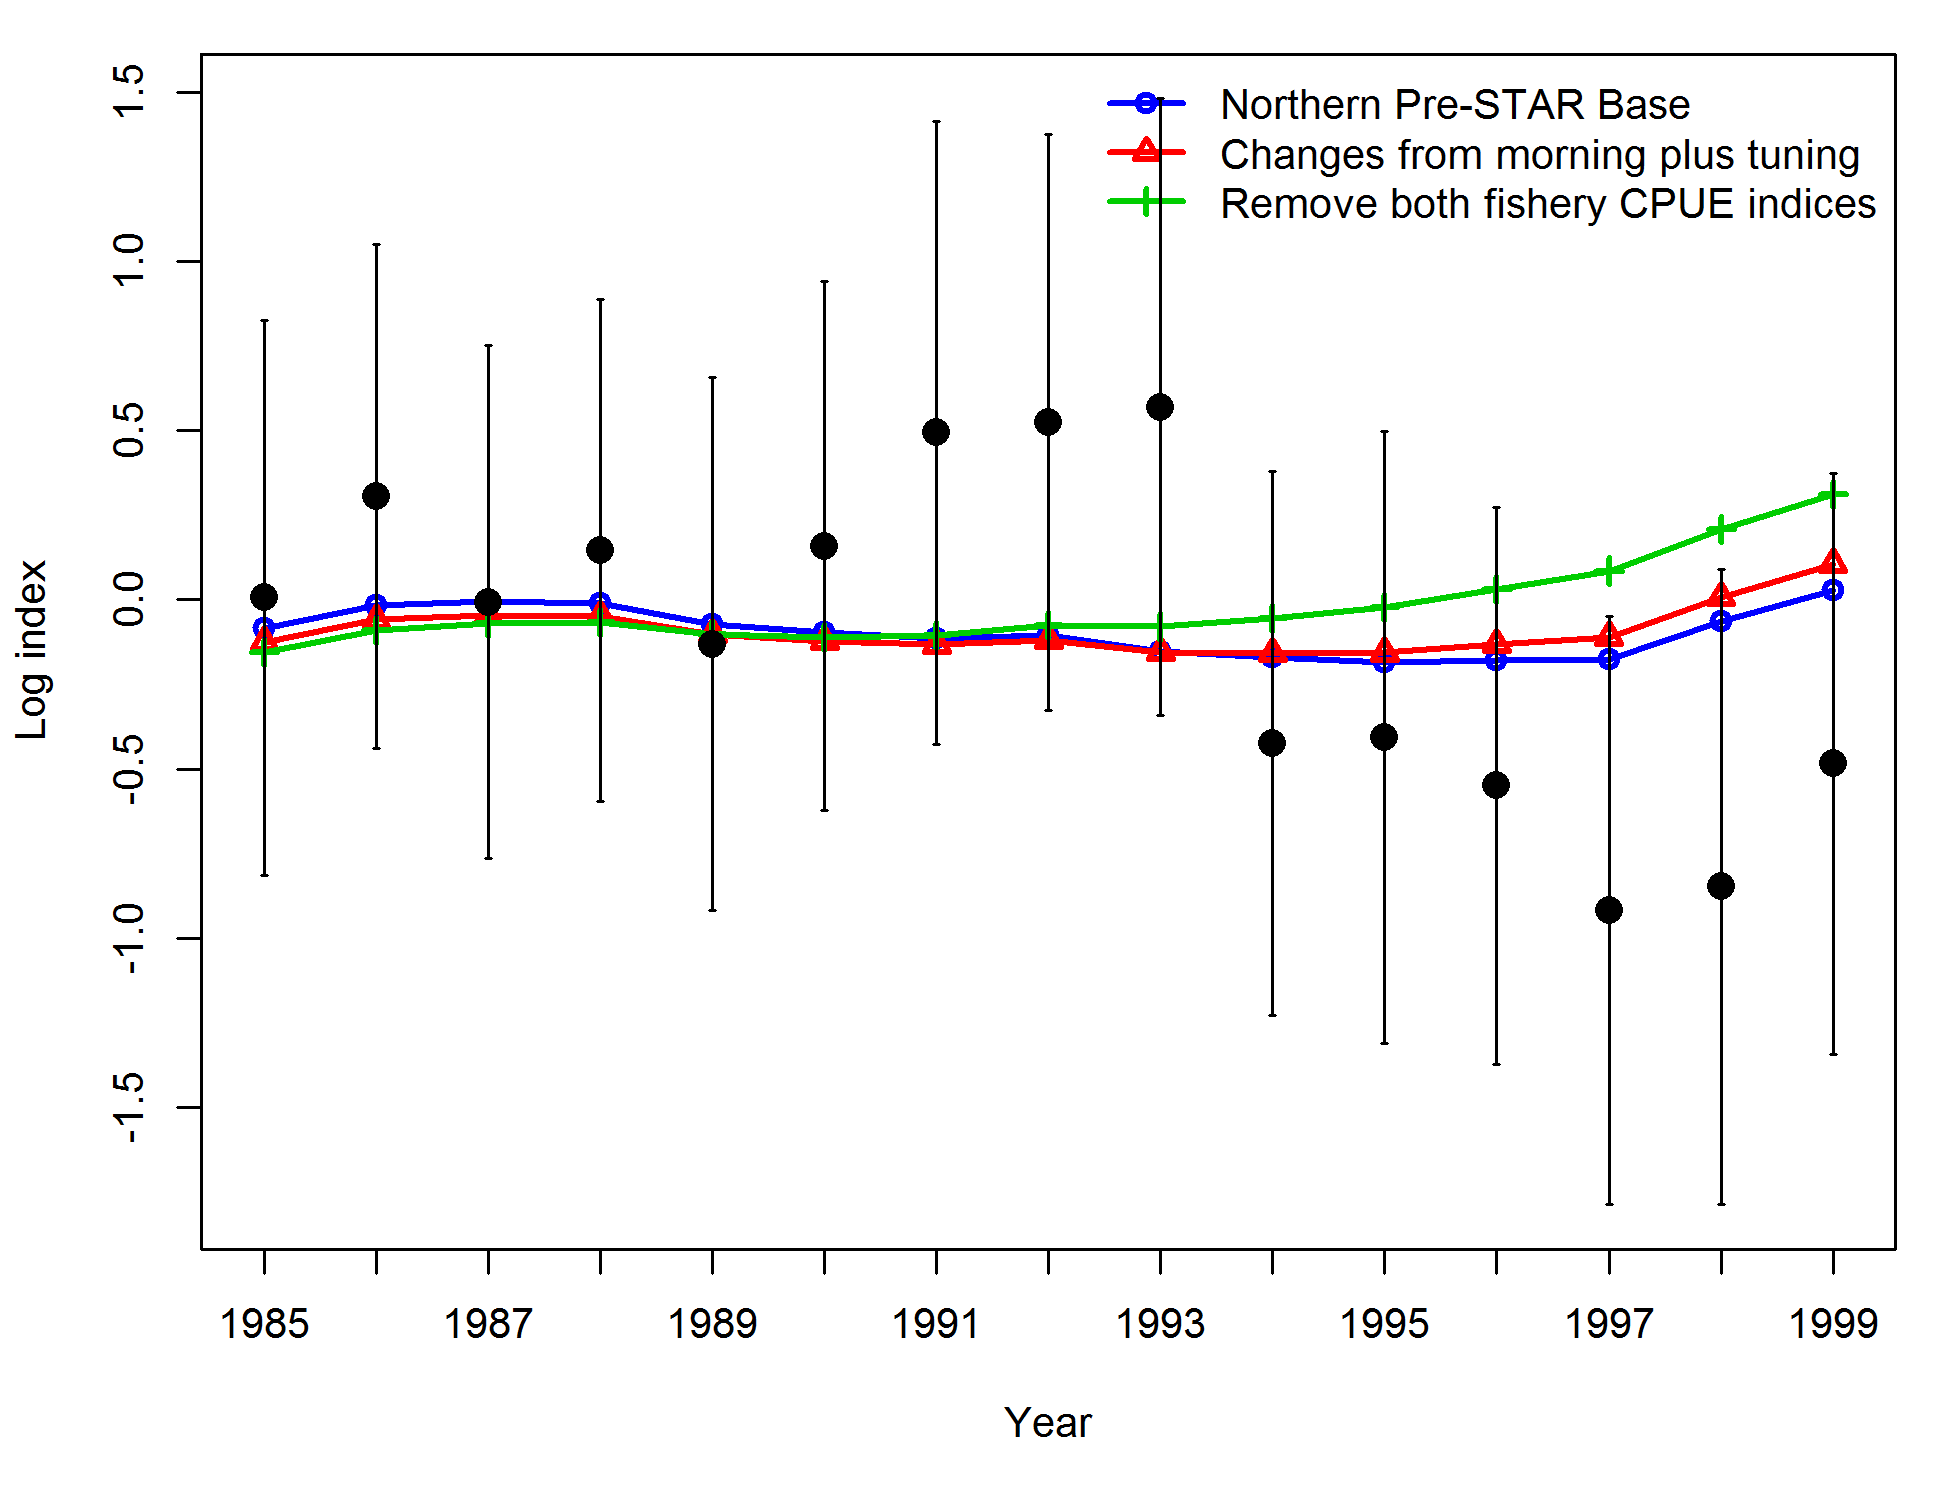 Northern Pre-STAR Base
Changes from morning plus tuning
Remove both fishery CPUE indices
Log index
1.5
1.0
0.5
0.0
-0.5
-1.0
-1.5
1985 1987 1989 1991 1993 1995 1997 1999
Year